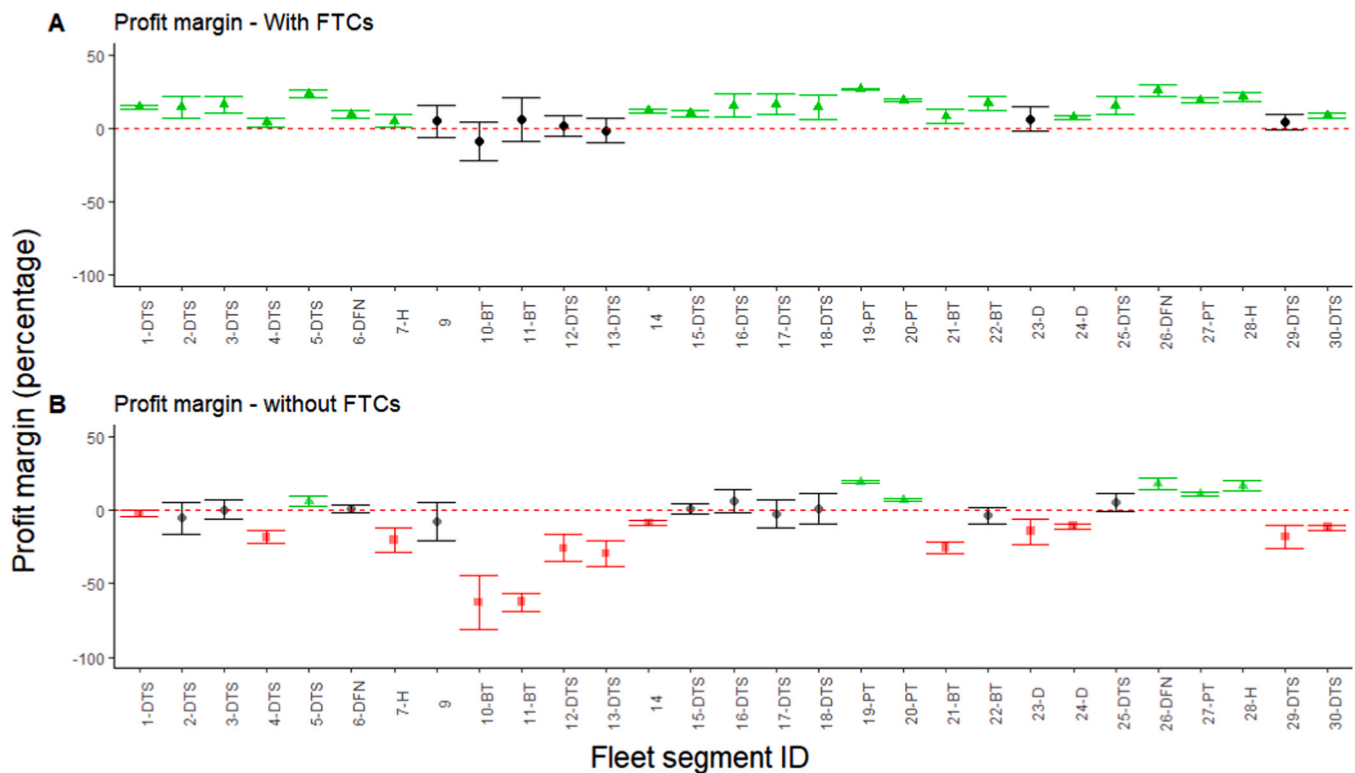 A Profit margin - With FTCs
50
0
-50
-100
1-DTS 2-DTS 3-DTS 4-DTS 5-DTS 6-DFN 7-H 9 10-BT 11-BT 12-DTS 13-DTS 14 15-DTS 16-DTS 17-DTS 18-DTS 19-PT 20-PT 21-BT 22-BT 23-D 24-D 25-DTS 26-DFN 27-PT 28-H 29-DTS 30-DTS
Profit margin (percentage)
B Profit margin - without FTCs
50
0
-50
-100
1-DTS 2-DTS 3-DTS 4-DTS 5-DTS 6-DFN 7-H 9 10-BT 11-BT 12-DTS 13-DTS 14 15-DTS 16-DTS 17-DTS 18-DTS 19-PT 20-PT 21-BT 22-BT 23-D 24-D 25-DTS 26-DFN 27-PT 28-H 29-DTS 30-DTS
Fleet segment ID